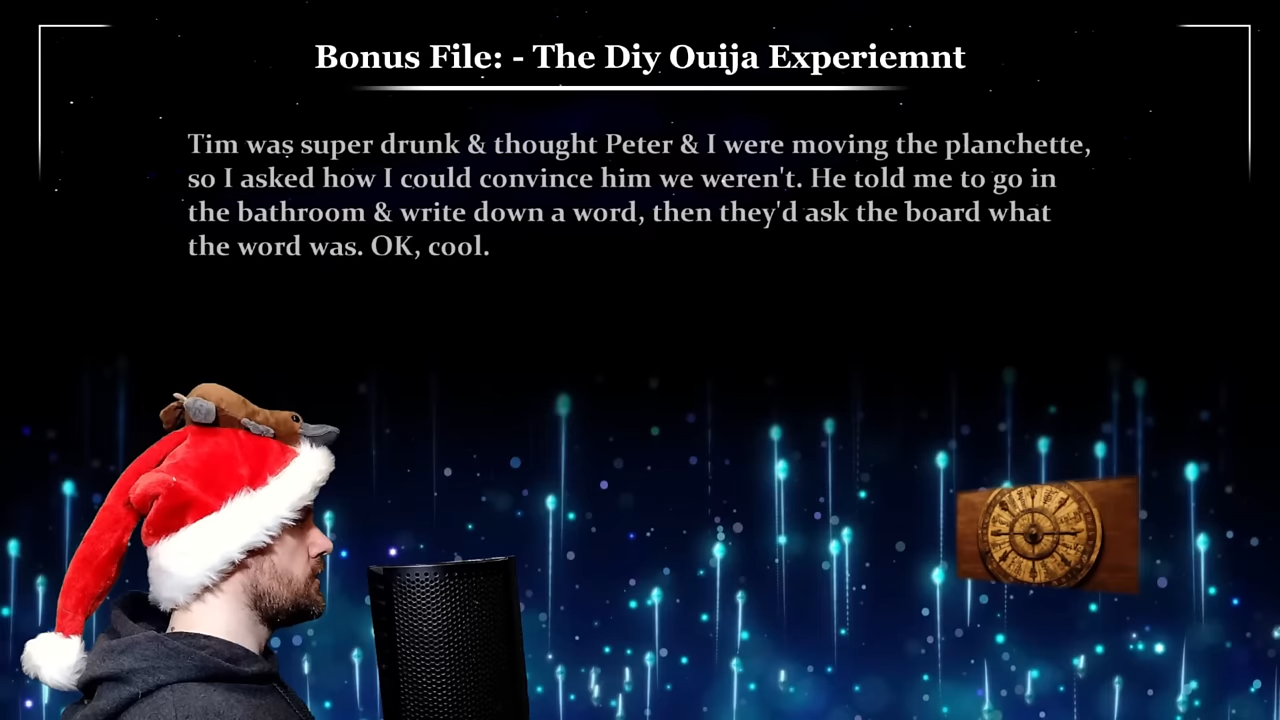 Bonus File: - The Diy Ouija Experiemnt
Tim was super drunk & thought Peter & I were moving the planchette,
so I asked how I could convince him we weren't. He told me to go in
the bathroom & write down a word, then they'd ask the board what
the word was. OK, cool.